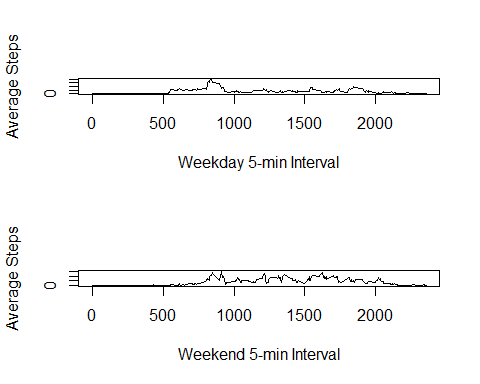 Average Steps
0
0 500 1000 1500 2000
Weekday 5-min Interval
Average Steps
0
0 500 1000 1500 2000
Weekend 5-min Interval